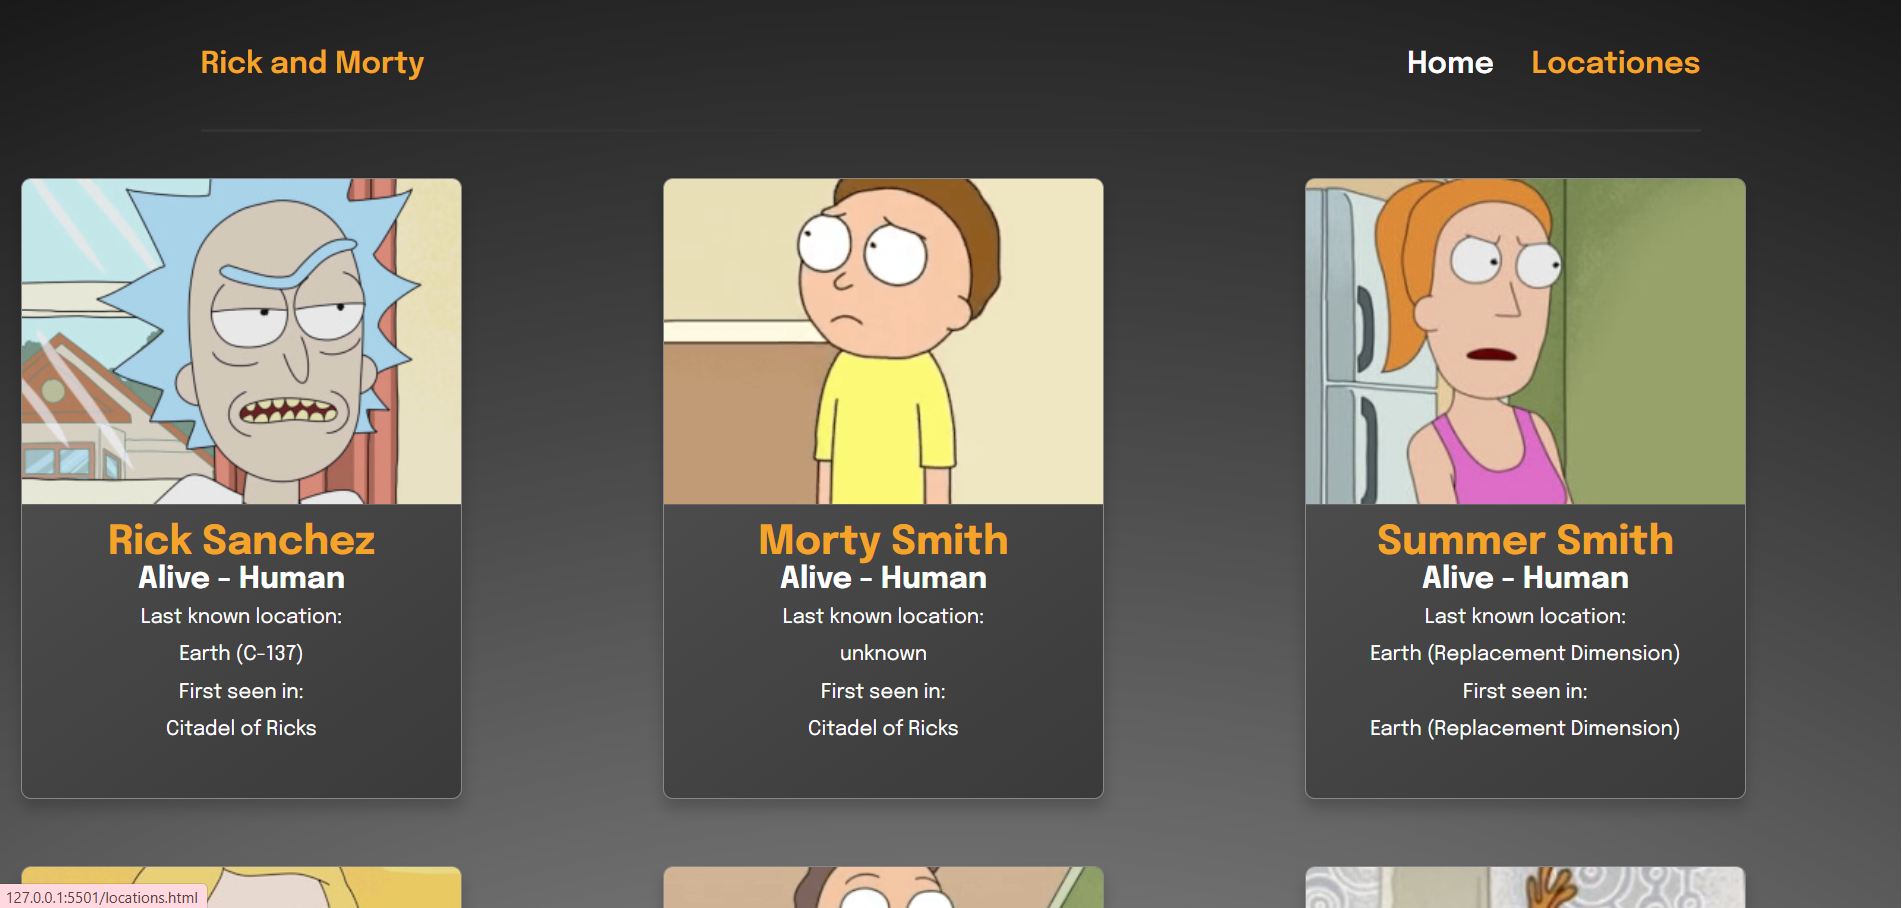 Rick and Morty
Home Locationes
Rick Sanchez
Alive - Human
Last known location:
Earth (C-137)
First seen in:
Citadel of Ricks
Morty Smith
Alive - Human
Last known location:
unknown
First seen in:
Citadel of Ricks
Summer Smith
Alive - Human
Last known location:
Earth (Replacement Dimension)
First seen in:
Earth (Replacement Dimension)
127.0.0.1:5501/locations.html